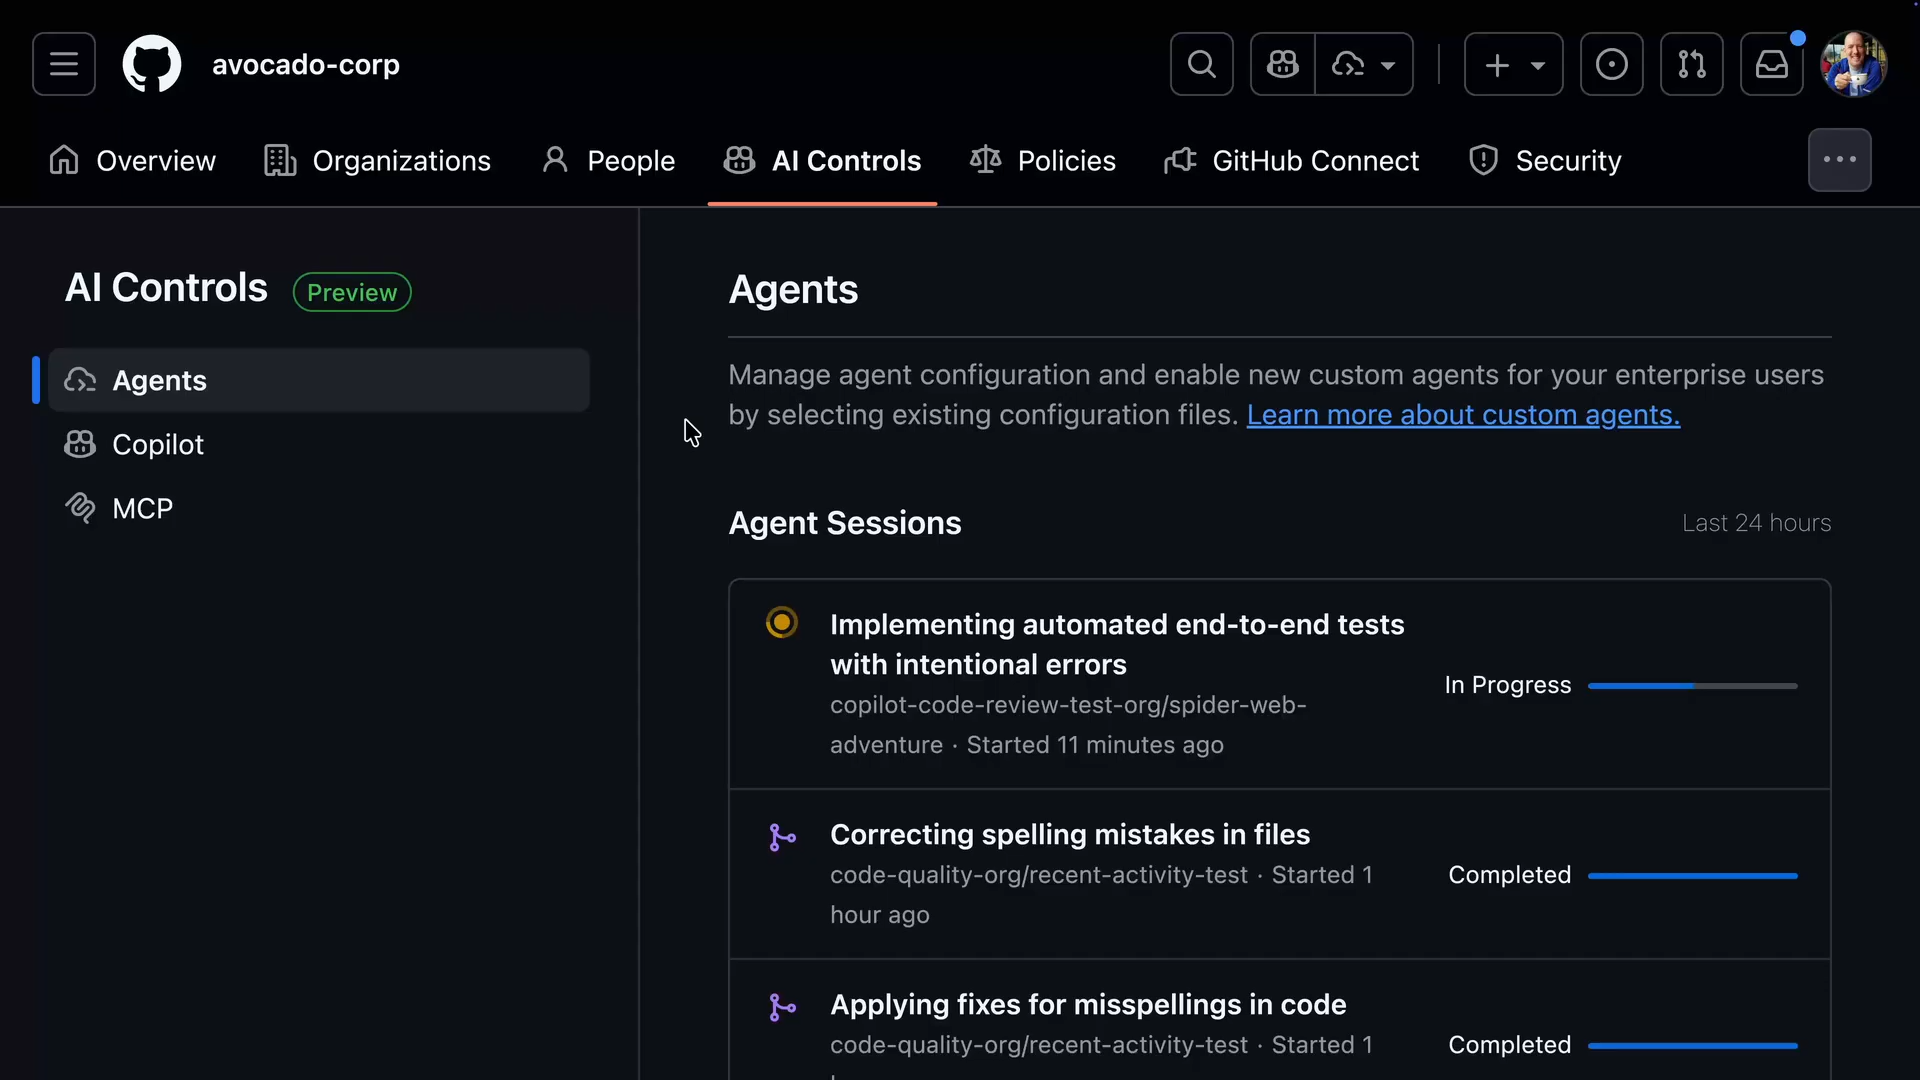 avocado-corp
Overview
Organizations
People
AI Controls
Policies
GitHub Connect
Security
AI Controls
Preview
Agents
Copilot
MCP
Agents
Manage agent configuration and enable new custom agents for your enterprise users
by selecting existing configuration files. Learn more about custom agents.
Agent Sessions
Last 24 hours
Implementing automated end-to-end tests
with intentional errors
copilot-code-review-test-org/spider-web-
adventure · Started 11 minutes ago
In Progress
Correcting spelling mistakes in files
code-quality-org/recent-activity-test · Started 1
hour ago
Completed
Applying fixes for misspellings in code
code-quality-org/recent-activity-test · Started 1
Completed